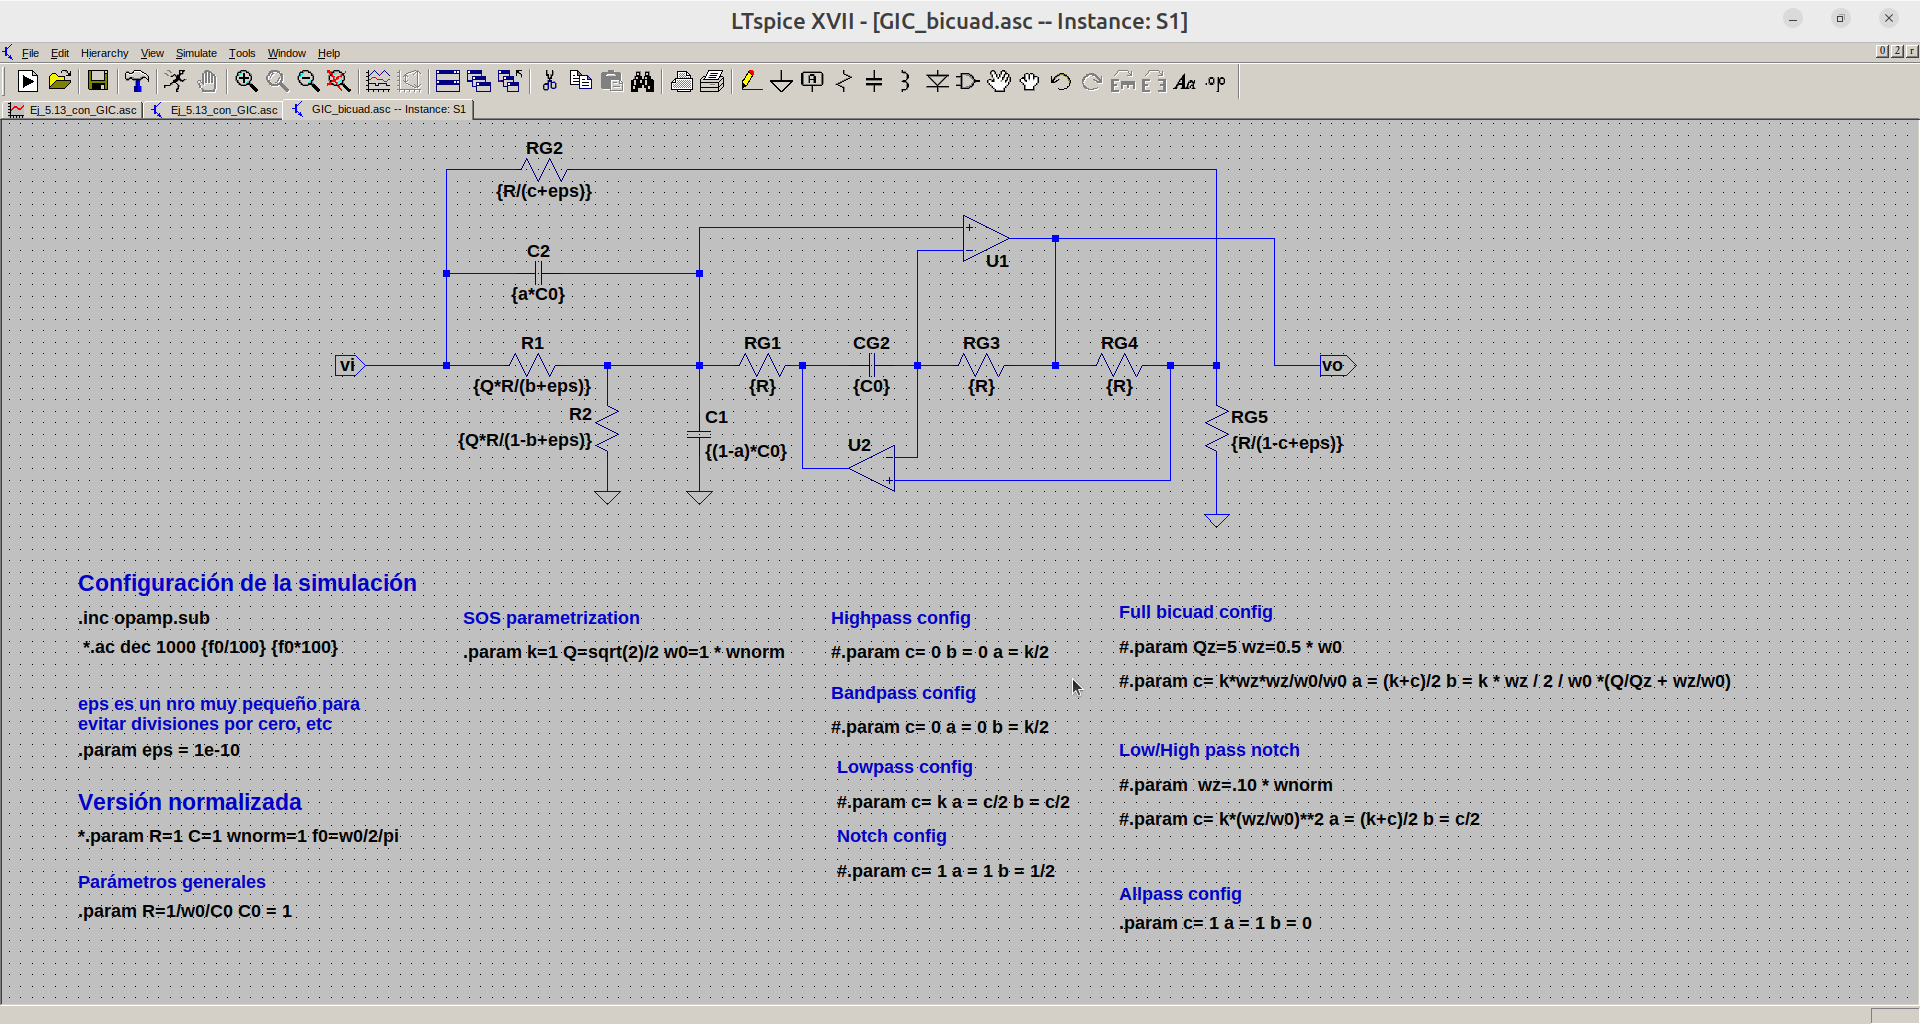 LTspice XVII - [GIC_bicuad.asc -- Instance: S1]
File Edit Hierarchy View Simulate Tools Window Help
Ej_5.13_con_GIC.asc Ej_5.13_con_GIC.asc GIC_bicuad.asc -- Instance: S1
RG2
{R/(c+eps)}
C2
{a*C0}
U1
vi
R1
{Q*R/(b+eps)}
RG1
{R}
CG2
{C0}
RG3
{R}
RG4
{R}
vo
R2
{Q*R/(1-b+eps)}
C1
{(1-a)*C0}
U2
RG5
{R/(1-c+eps)}
Configuración de la simulación
.inc opamp.sub
*.ac dec 1000 {f0/100} {f0*100}
eps es un nro muy pequeño para
evitar divisiones por cero, etc
.param eps = 1e-10
Versión normalizada
*.param R=1 C=1 wnorm=1 f0=w0/2/pi
Parámetros generales
.param R=1/w0/C0 C0 = 1
SOS parametrization
.param k=1 Q=sqrt(2)/2 w0=1 * wnorm
Highpass config
#.param c= 0 b = 0 a = k/2
Bandpass config
#.param c= 0 a = 0 b = k/2
Lowpass config
#.param c= k a = c/2 b = c/2
Notch config
#.param c= 1 a = 1 b = 1/2
Full bicuad config
#.param Qz=5 wz=0.5 * w0
#.param c= k*wz*wz/w0/w0 a = (k+c)/2 b = k * wz / 2 / w0 *(Q/Qz + wz/w0)
Low/High pass notch
#.param  wz=.10 * wnorm
#.param c= k*(wz/w0)**2 a = (k+c)/2 b = c/2
Allpass config
.param c= 1 a = 1 b = 0